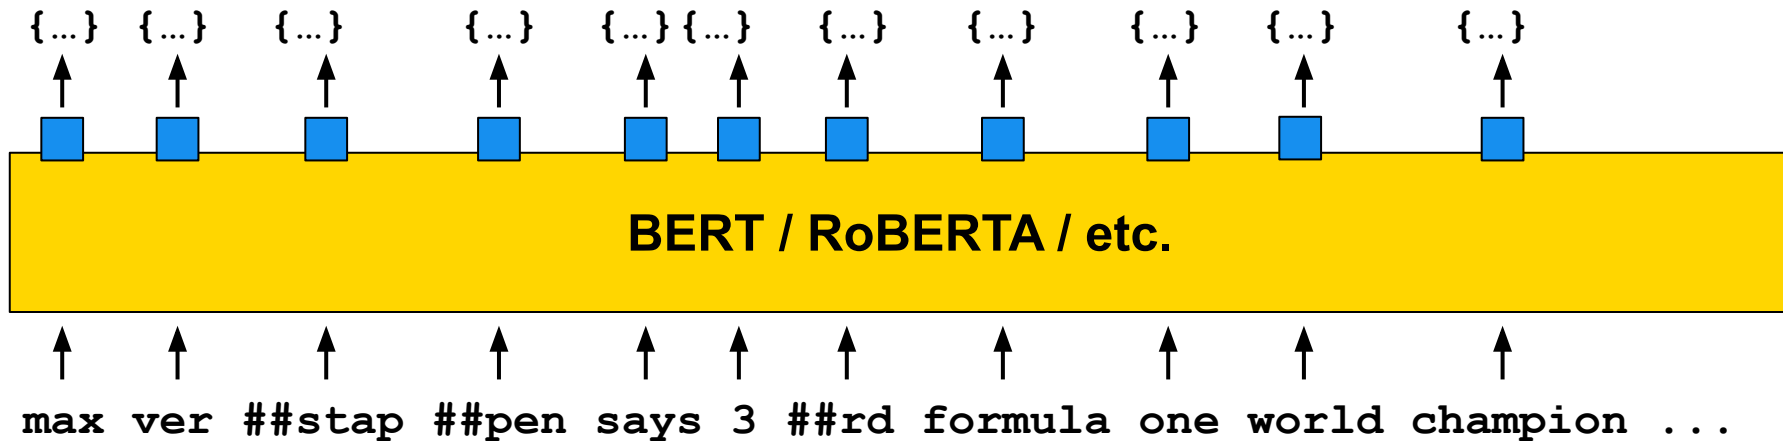 {…} {…} {…} {…} {…} {…} {…} {…} {…} {…} {…}
BERT / RoBERTA / etc.
max ver ##stap ##pen says 3 ##rd formula one world champion ...